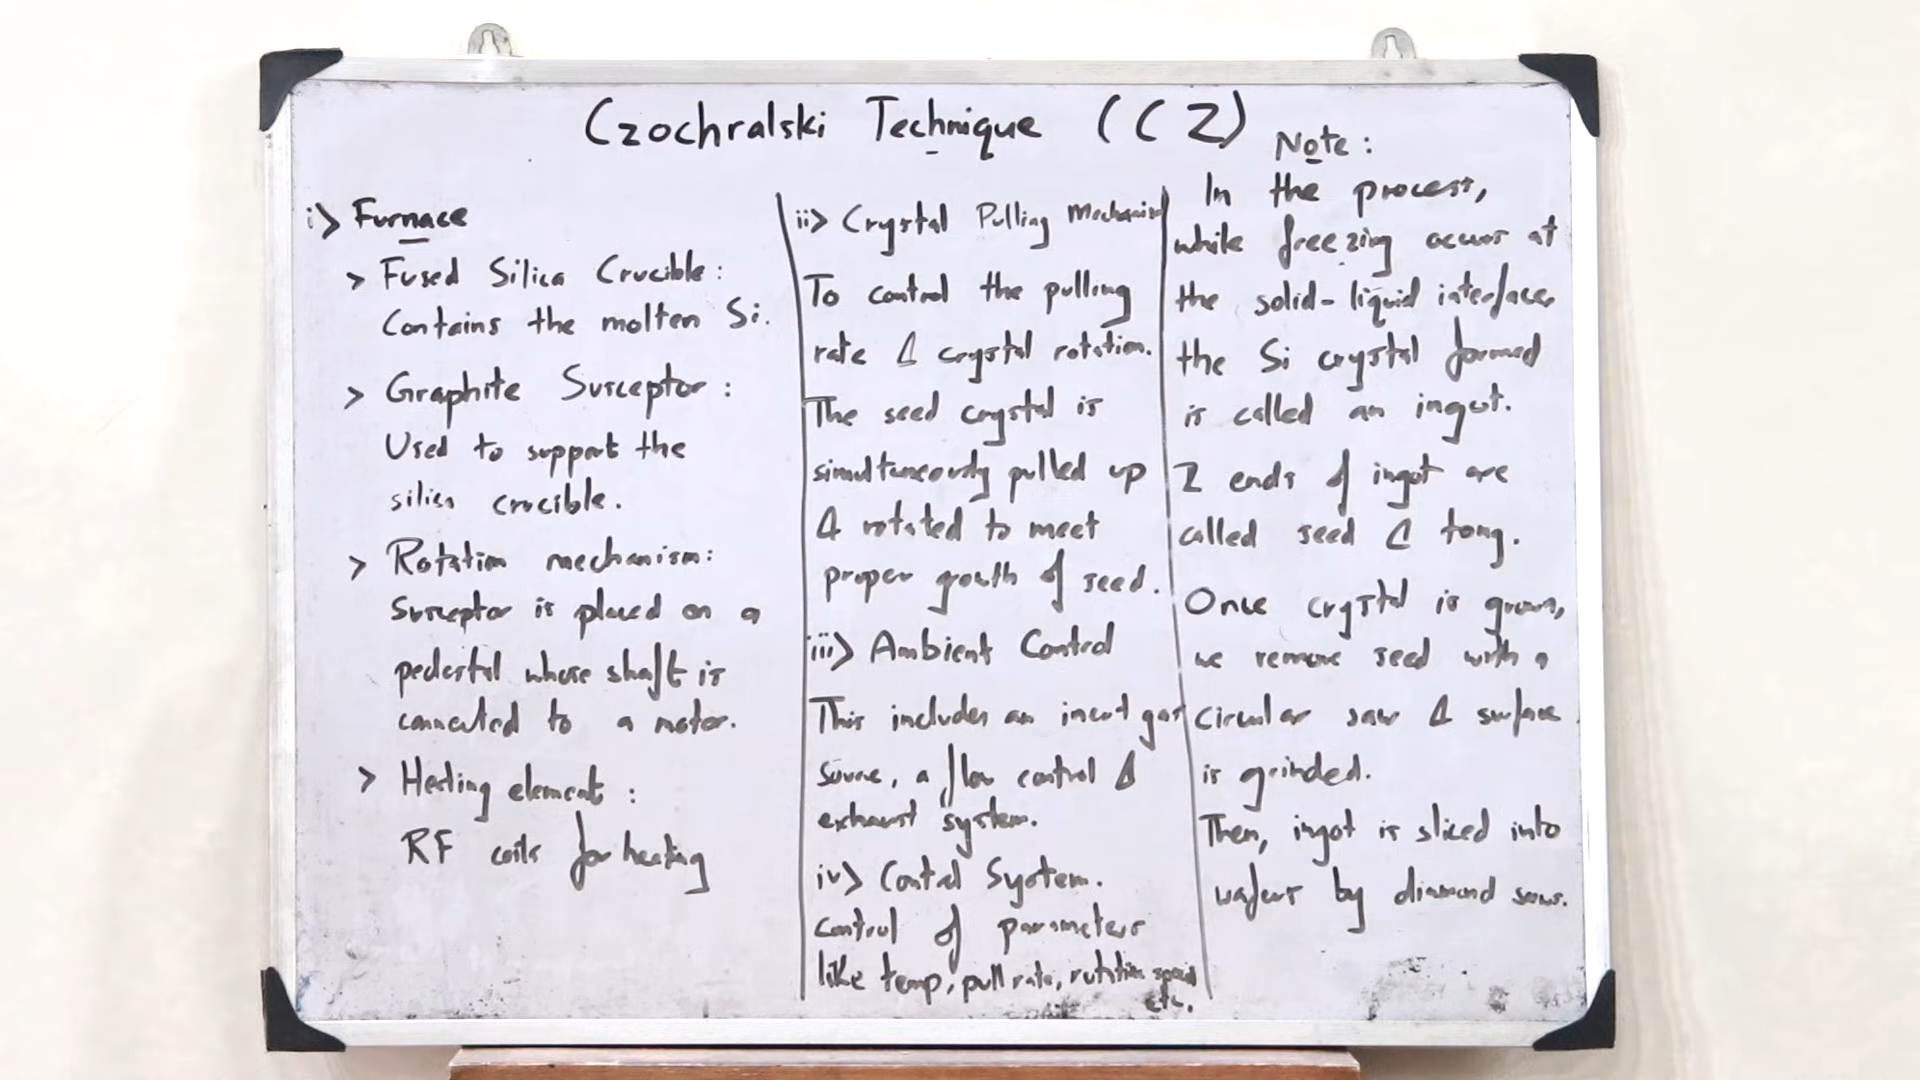 Czochralski Technique (CZ)
i> Furnace
> Fused Silica Crucible:
Contains the molten Si.
> Graphite Susceptor:
Used to support the
silica crucible.
> Rotation mechanism:
Susceptor is placed on a
pedestal whose shaft is
connected to a motor.
> Heating element:
RF coils for heating
ii> Crystal Pulling Mechanism
To control the pulling
rate & crystal rotation.
The seed crystal is
simultaneously pulled up
& rotated to meet
proper growth of seed.
iii> Ambient Control
This includes an inert gas
source, a flow control &
exhaust system.
iv> Control System.
Control of parameters
like temp, pull rate, rotation speed
etc.
Note:
In the process,
while freezing occurs at
the solid-liquid interface,
the Si crystal formed
is called an ingot.
2 ends of ingot are
called seed & tong.
Once crystal is grown,
we remove seed with a
circular saw & surface
is grinded.
Then, ingot is sliced into
wafers by diamond saws.